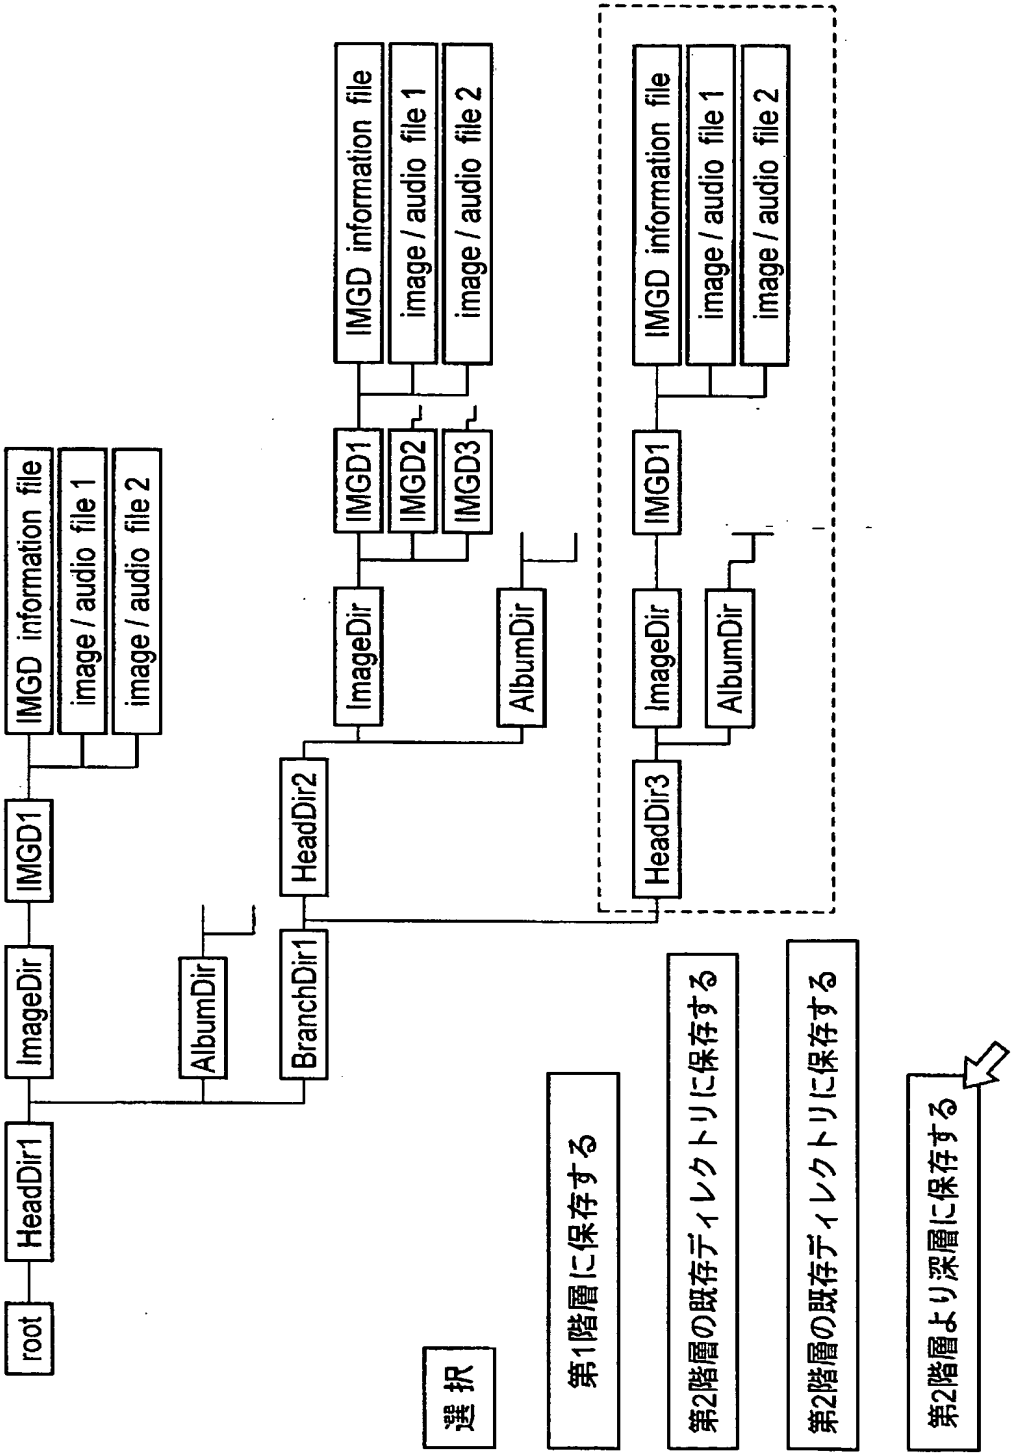 root
HeadDir1
ImageDir
IMGD1
IMGD information file
image / audio file 1
image / audio file 2
AlbumDir
BranchDir1
HeadDir2
ImageDir
IMGD1
IMGD information file
image / audio file 1
image / audio file 2
IMGD2
IMGD3
AlbumDir
HeadDir3
ImageDir
IMGD1
IMGD information file
image / audio file 1
image / audio file 2
AlbumDir
選択
第1階層に保存する
第2階層の既存ディレクトリに保存する
第2階層の既存ディレクトリに保存する
第2階層より深層に保存する